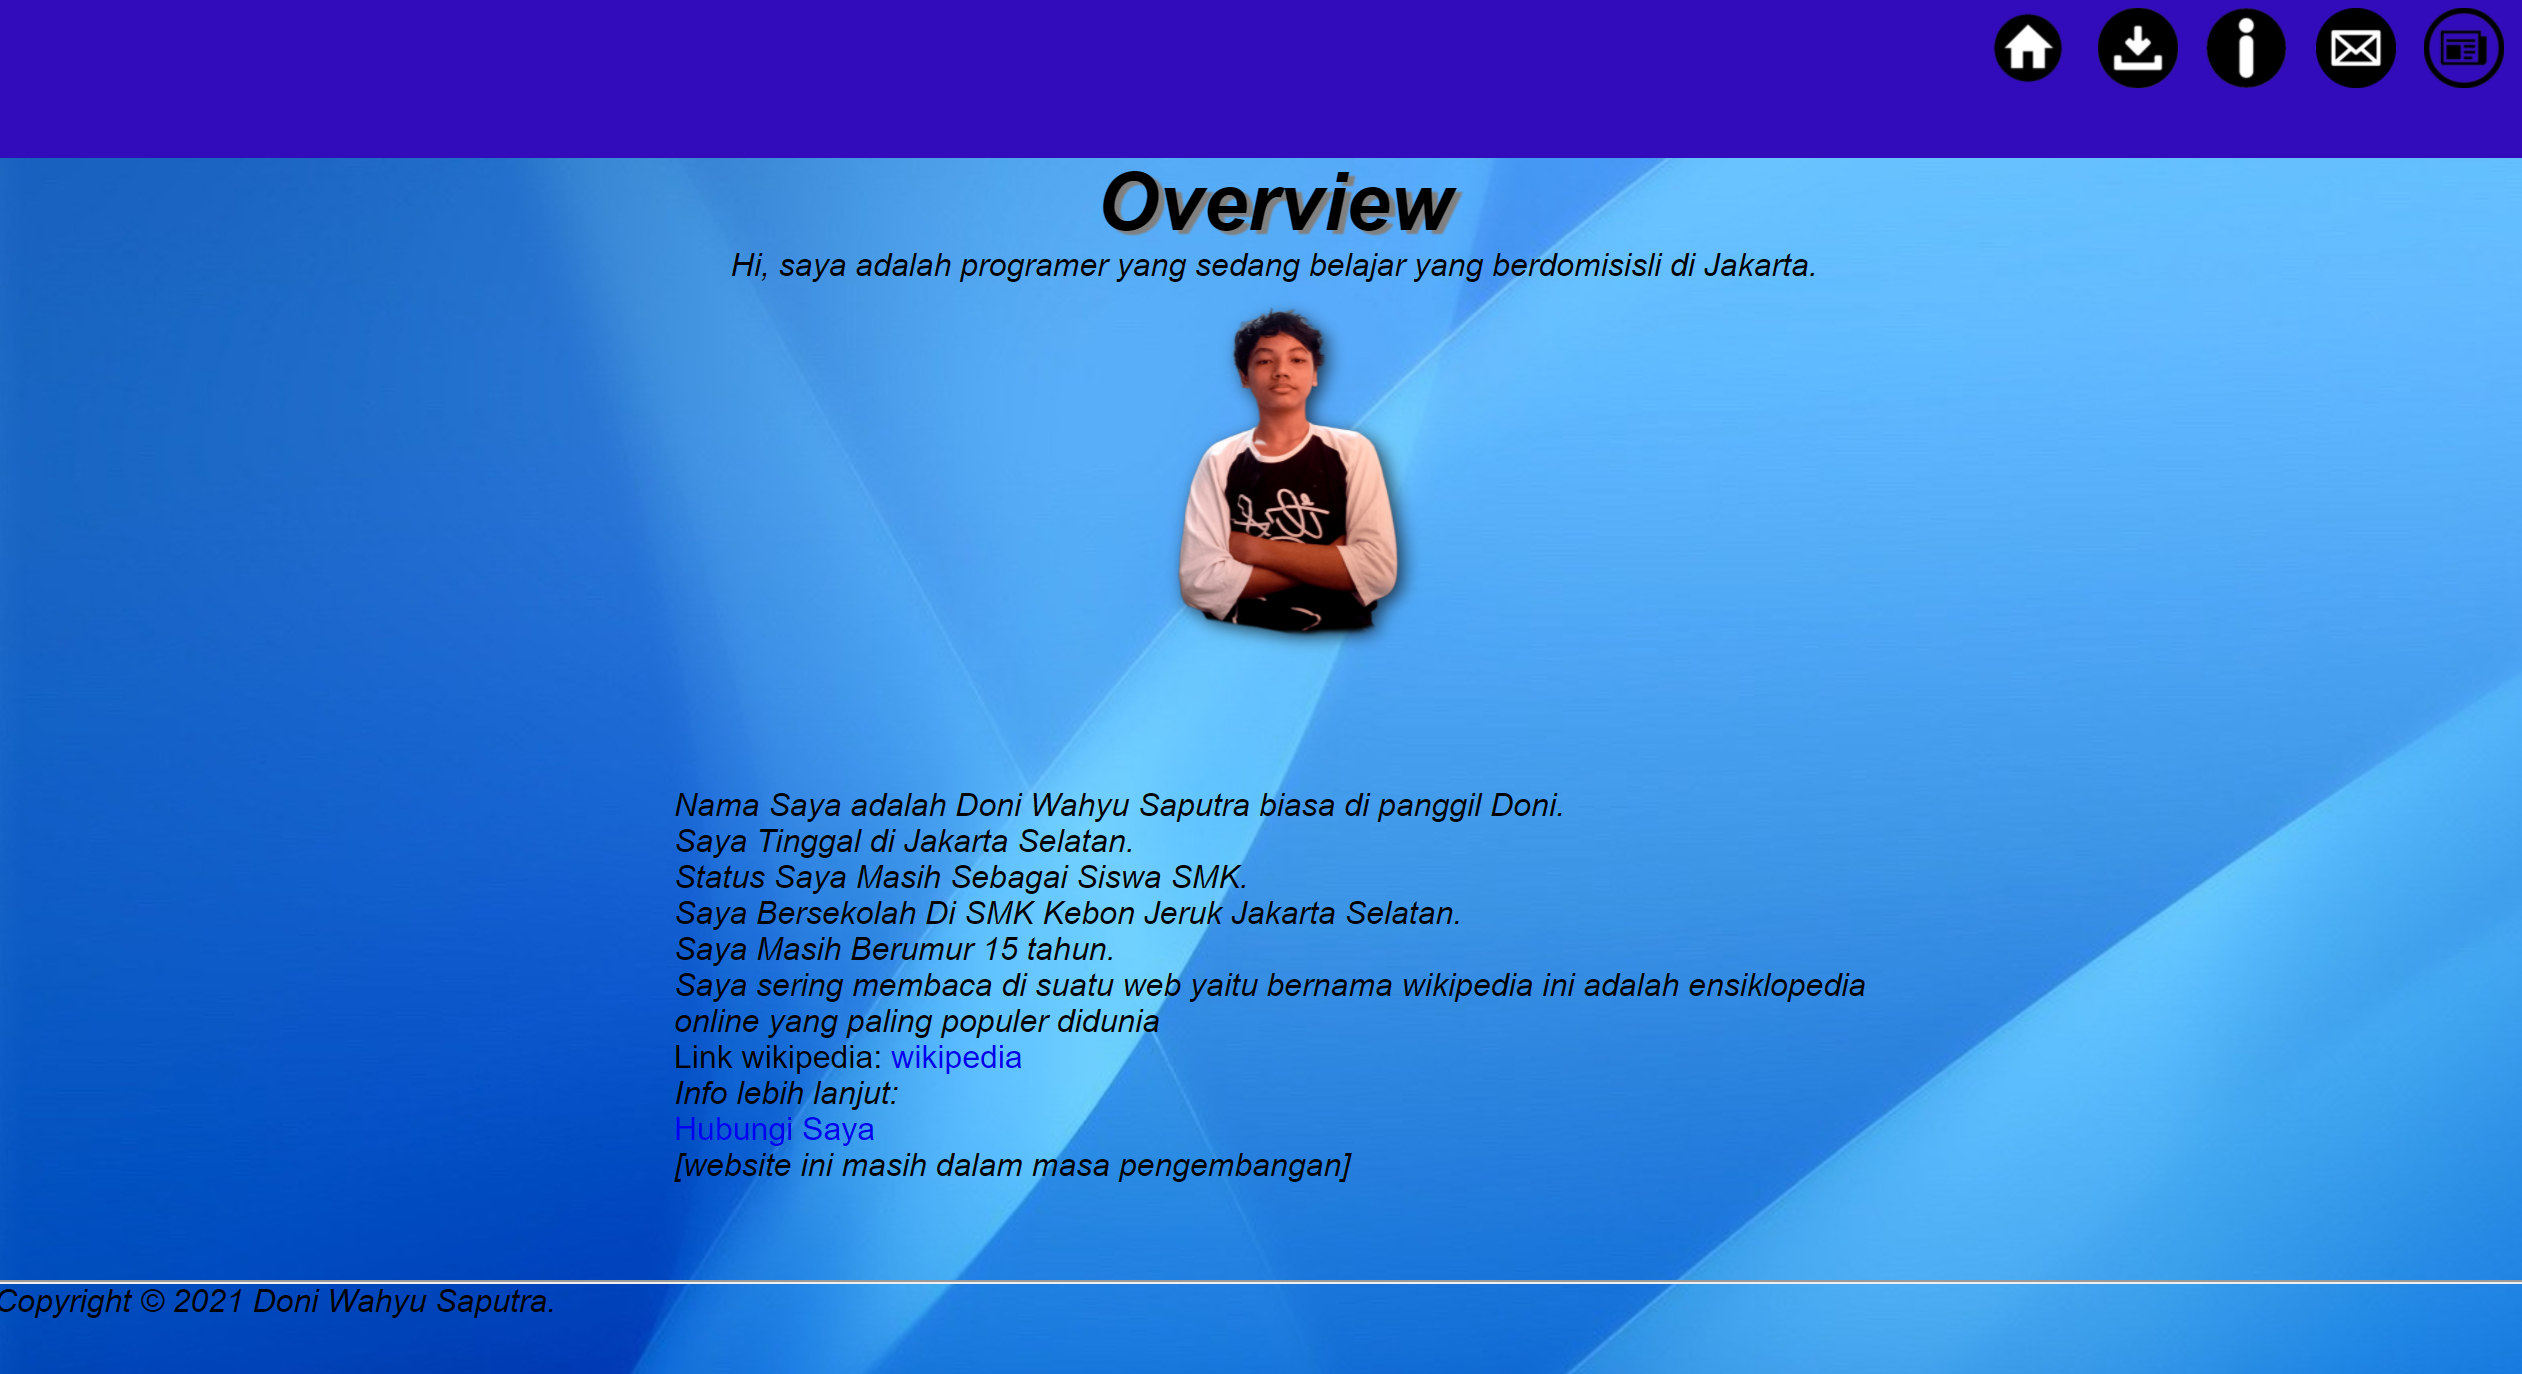 Overview
Hi, saya adalah programer yang sedang belajar yang berdomisisli di Jakarta.
Nama Saya adalah Doni Wahyu Saputra biasa di panggil Doni.
Saya Tinggal di Jakarta Selatan.
Status Saya Masih Sebagai Siswa SMK.
Saya Bersekolah Di SMK Kebon Jeruk Jakarta Selatan.
Saya Masih Berumur 15 tahun.
Saya sering membaca di suatu web yaitu bernama wikipedia ini adalah ensiklopedia
online yang paling populer didunia
Link wikipedia: wikipedia
Info lebih lanjut:
Hubungi Saya
[website ini masih dalam masa pengembangan]
Copyright © 2021 Doni Wahyu Saputra.